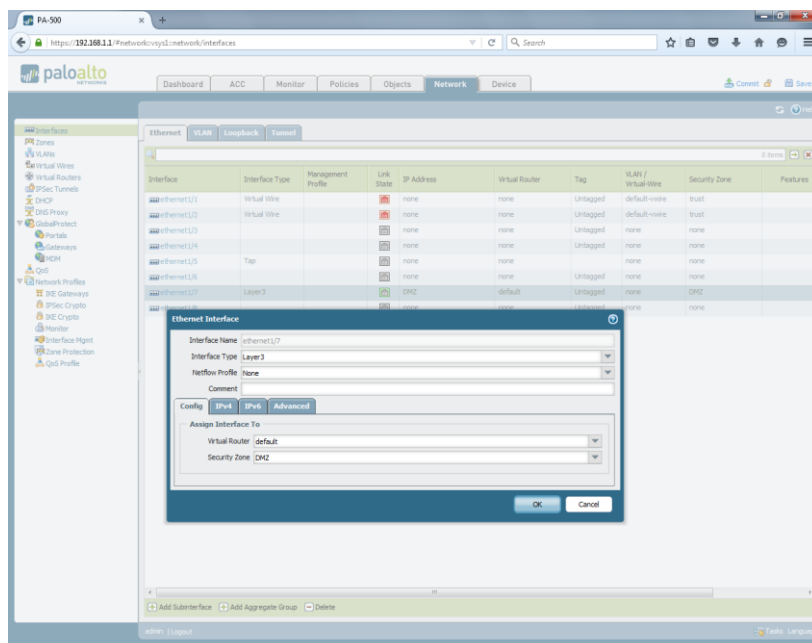 PA-500
https://192.168.1.1/#network::vsys1::network/interfaces
Search
paloalto
NETWORKS
Dashboard ACC Monitor Policies Objects Network Device
Commit Save
Ethernet VLAN Loopback Tunnel
8 items
Interfaces
Zones
VLANs
Virtual Wires
Virtual Routers
IPSec Tunnels
DHCP
DNS Proxy
GlobalProtect
Portals
Gateways
MDM
QoS
Network Profiles
IKE Gateways
IPSec Crypto
IKE Crypto
Monitor
Interface Mgmt
Zone Protection
QoS Profile
Interface Interface Type Management Profile Link State IP Address Virtual Router Tag VLAN / Virtual-Wire Security Zone Features
ethernet1/1 Virtual Wire none none Untagged default-vwire trust
ethernet1/2 Virtual Wire none none Untagged default-vwire trust
ethernet1/3 none none Untagged none none
ethernet1/4 none none Untagged none none
ethernet1/5 Tap none none none none
ethernet1/6 none none Untagged none none
ethernet1/7 Layer3 DMZ default Untagged none DMZ
Ethernet Interface
Interface Name ethernet1/7
Interface Type Layer3
Netflow Profile None
Comment
Config IPv4 IPv6 Advanced
Assign Interface To
Virtual Router default
Security Zone DMZ
OK Cancel
Add Subinterface Add Aggregate Group Delete
admin | Logout
Tasks